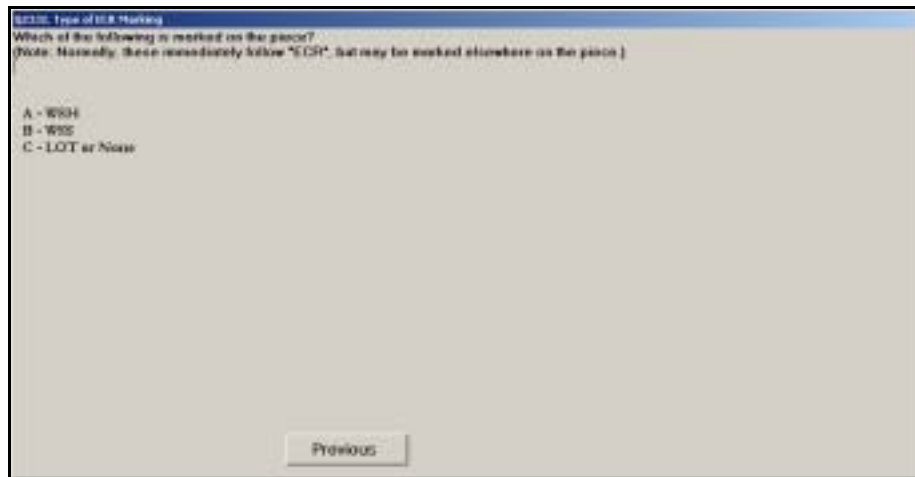 Type of ECR Marking
Which of the following is marked on the piece?
(Note: Normally, these immediately follow "ECR", but may be marked elsewhere on the piece.)
A - WSH
B - WSS
C - LOT or None
Previous